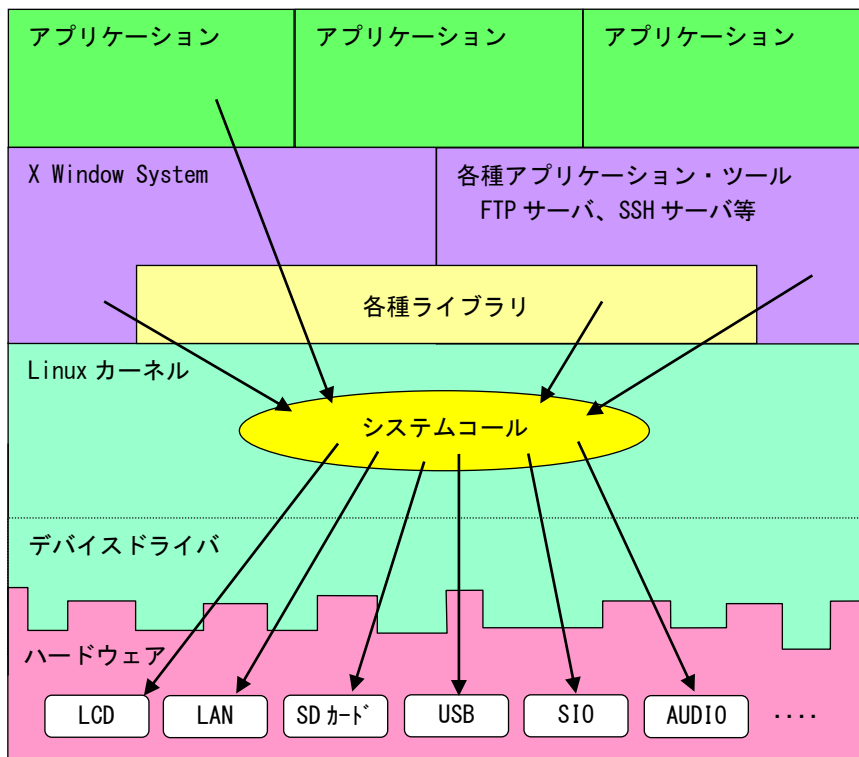 アプリケーション
アプリケーション
アプリケーション
X Window System
各種アプリケーション・ツール
FTP サーバ、SSH サーバ等
各種ライブラリ
Linux カーネル
システムコール
デバイスドライバ
ハードウェア
LCD
LAN
SD ｶｰﾄﾞ
USB
SIO
AUDIO
････